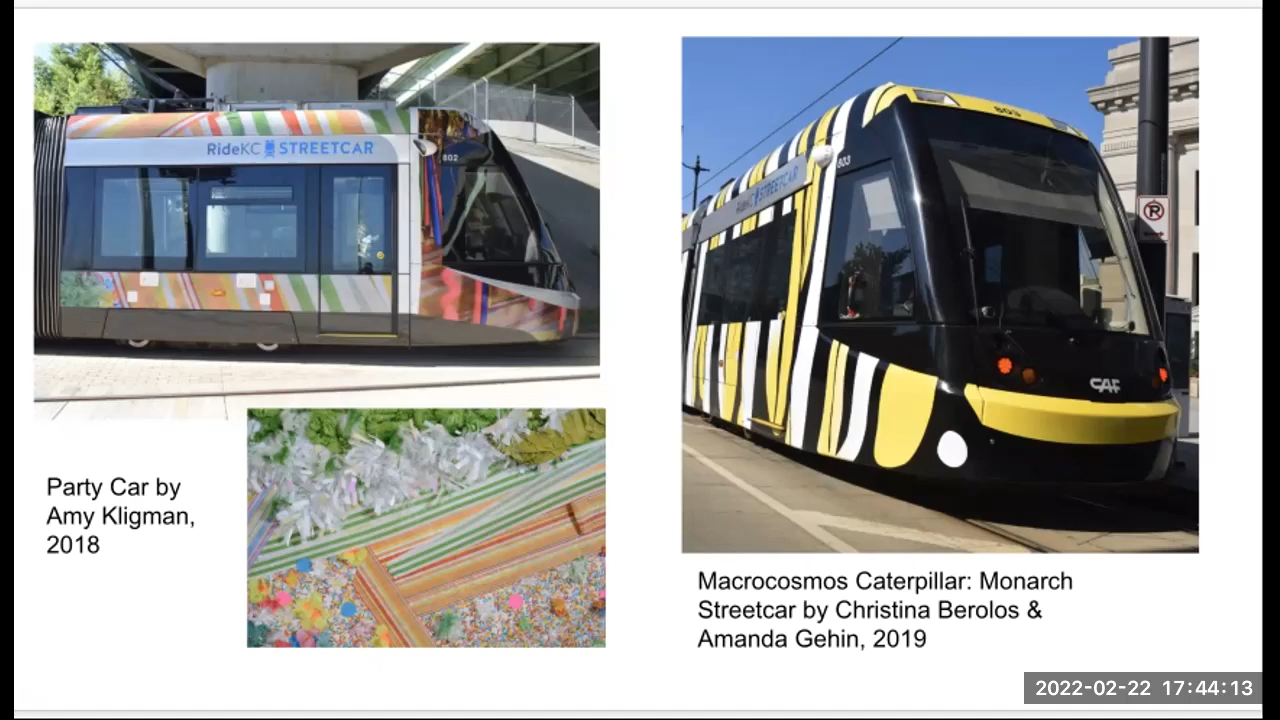 RideKC STREETCAR
802
Party Car by
Amy Kligman,
2018
803
803
RideKC STREETCAR
R
CAF
Macrocosmos Caterpillar: Monarch
Streetcar by Christina Berolos &
Amanda Gehin, 2019
2022-02-22 17:44:13